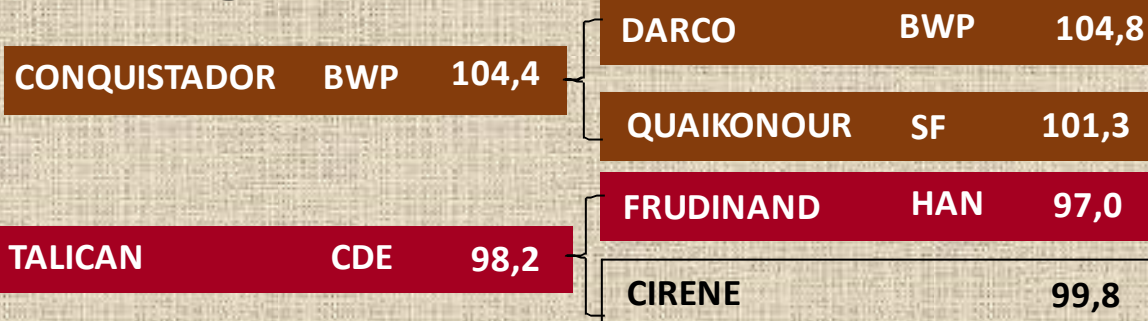 DARCO BWP 104,8
CONQUISTADOR BWP 104,4
QUAIKONOUR SF 101,3
FRUDINAND HAN 97,0
TALICAN CDE 98,2
CIRENE 99,8